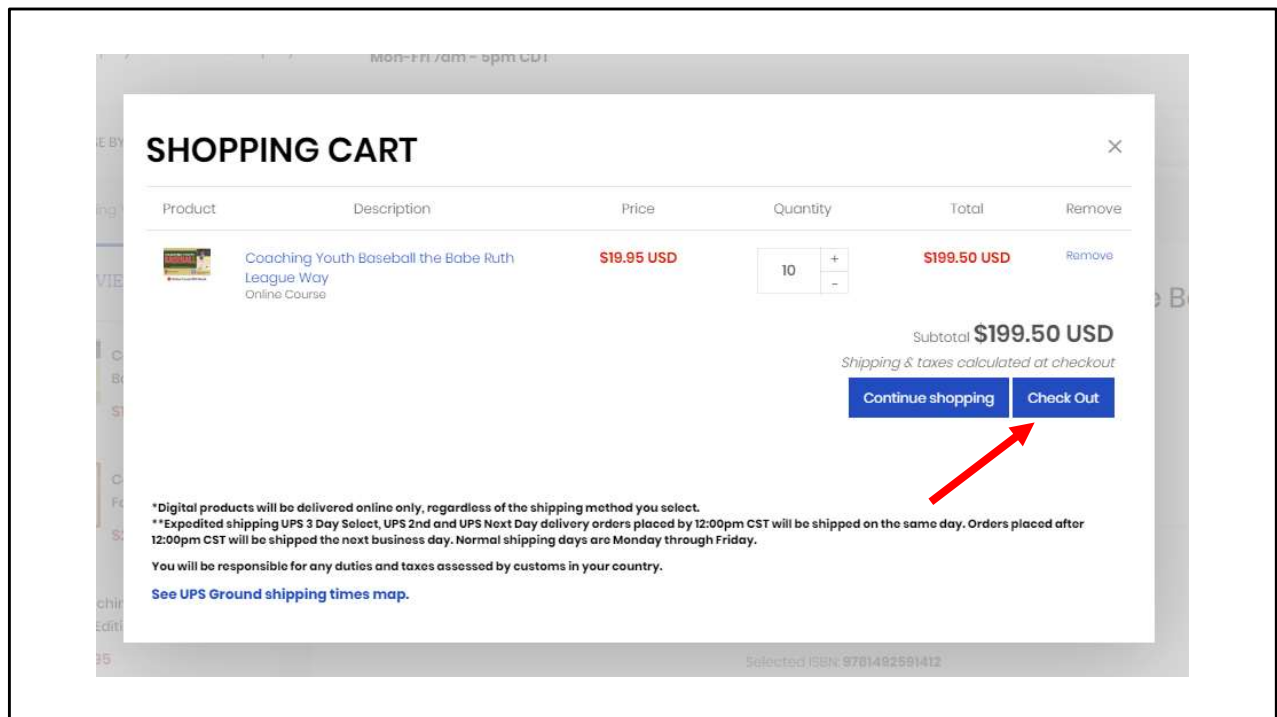 Mon-Fri 7am - 5pm CDT
SHOPPING CART
×
Product Description Price Quantity Total Remove
Coaching Youth Baseball the Babe Ruth
League Way
Online Course
$19.95 USD
10
+
-
$199.50 USD
Remove
Subtotal $199.50 USD
Shipping & taxes calculated at checkout
Continue shopping Check Out
*Digital products will be delivered online only, regardless of the shipping method you select.
**Expedited shipping UPS 3 Day Select, UPS 2nd and UPS Next Day delivery orders placed by 12:00pm CST will be shipped on the same day. Orders placed after
12:00pm CST will be shipped the next business day. Normal shipping days are Monday through Friday.
You will be responsible for any duties and taxes assessed by customs in your country.
See UPS Ground shipping times map.
Selected ISBN: 9781492591412